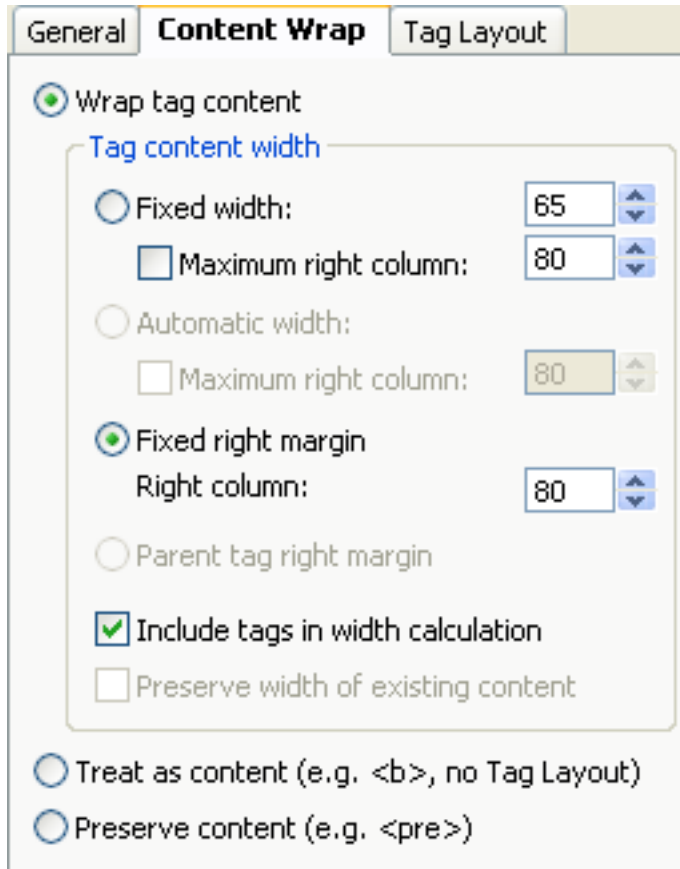 General Content Wrap Tag Layout
Wrap tag content
Tag content width
Fixed width: 65
Maximum right column: 80
Automatic width:
Maximum right column: 80
Fixed right margin
Right column: 80
Parent tag right margin
Include tags in width calculation
Preserve width of existing content
Treat as content (e.g. <b>, no Tag Layout)
Preserve content (e.g. <pre>)